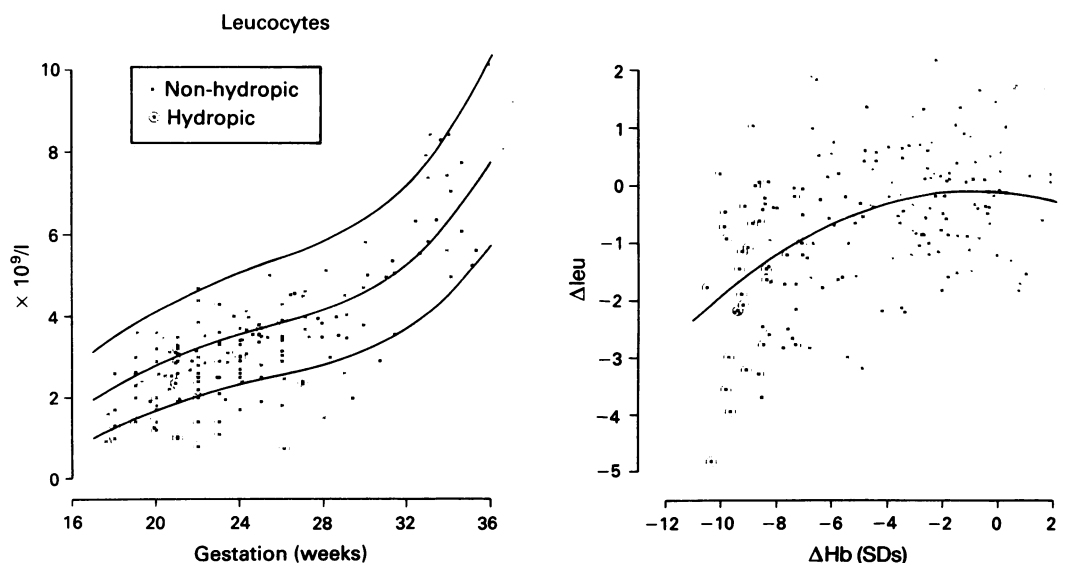 Leucocytes
Non-hydropic
Hydropic
× 10⁹/l
10
8
6
4
2
0
16 20 24 28 32 36
Gestation (weeks)
Δleu
2
1
0
−1
−2
−3
−4
−5
−12 −10 −8 −6 −4 −2 0 2
ΔHb (SDs)